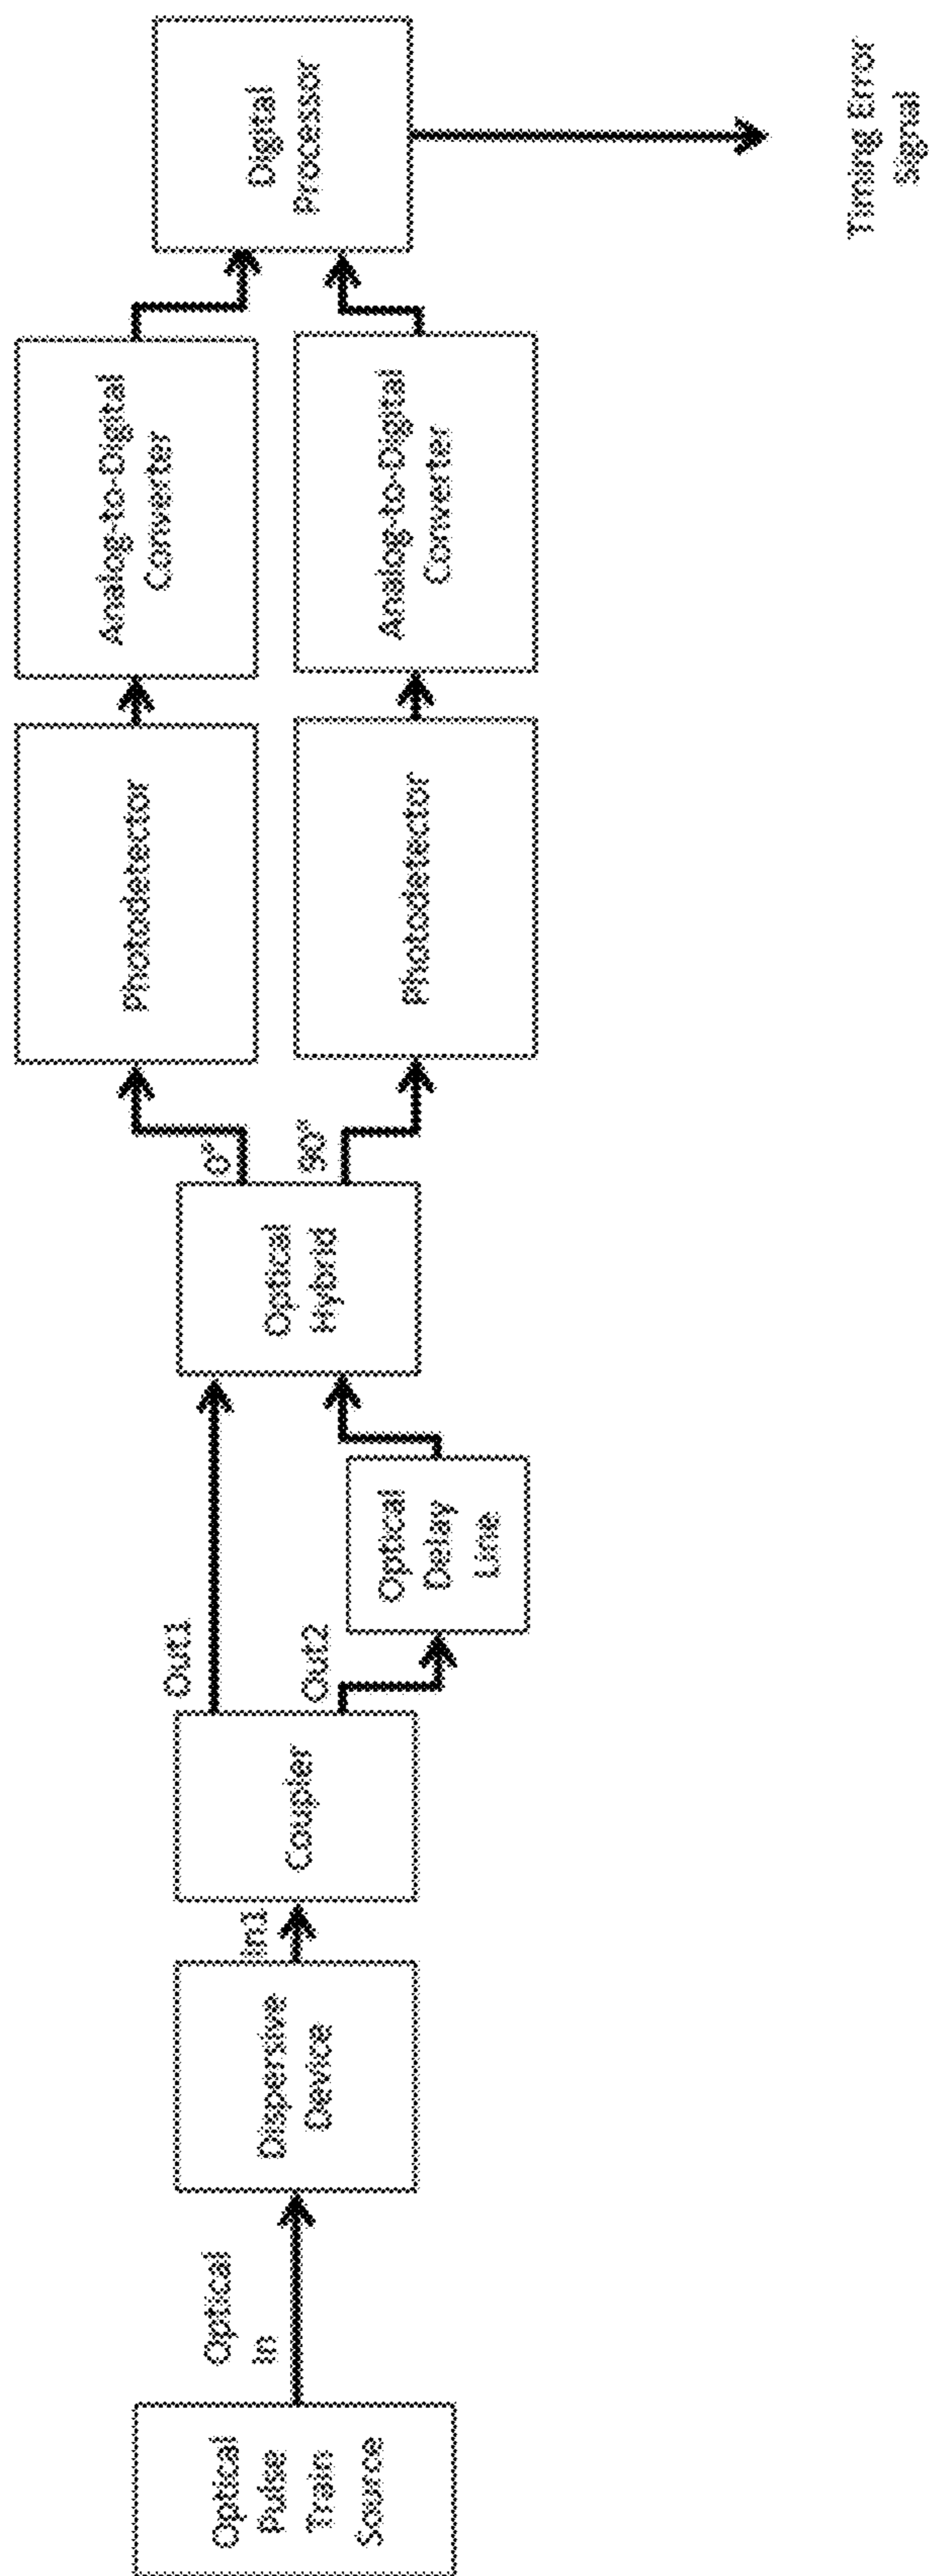 Optical
Pulse
Train
Source
Optical
In
Dispersive
Device
In1
Coupler
Out1
Out2
Optical
Delay
Line
Optical
Hybrid
0°
90°
Photodetector
Photodetector
Analog-to-Digital
Converter
Analog-to-Digital
Converter
Digital
Processor
Timing Error
Signal